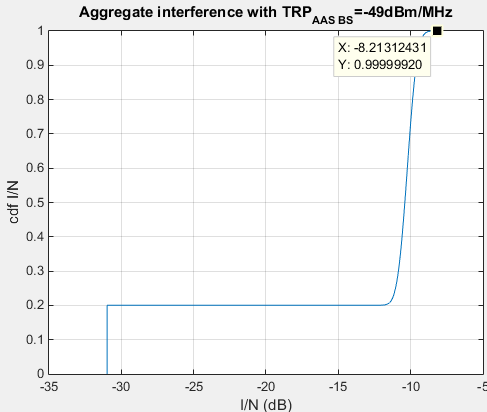 Aggregate interference with TRP_AAS BS=-49dBm/MHz
X: -8.21312431
Y: 0.99999920
1
0.9
0.8
0.7
0.6
0.5
0.4
0.3
0.2
0.1
0
cdf I/N
-35 -30 -25 -20 -15 -10 -5
I/N (dB)